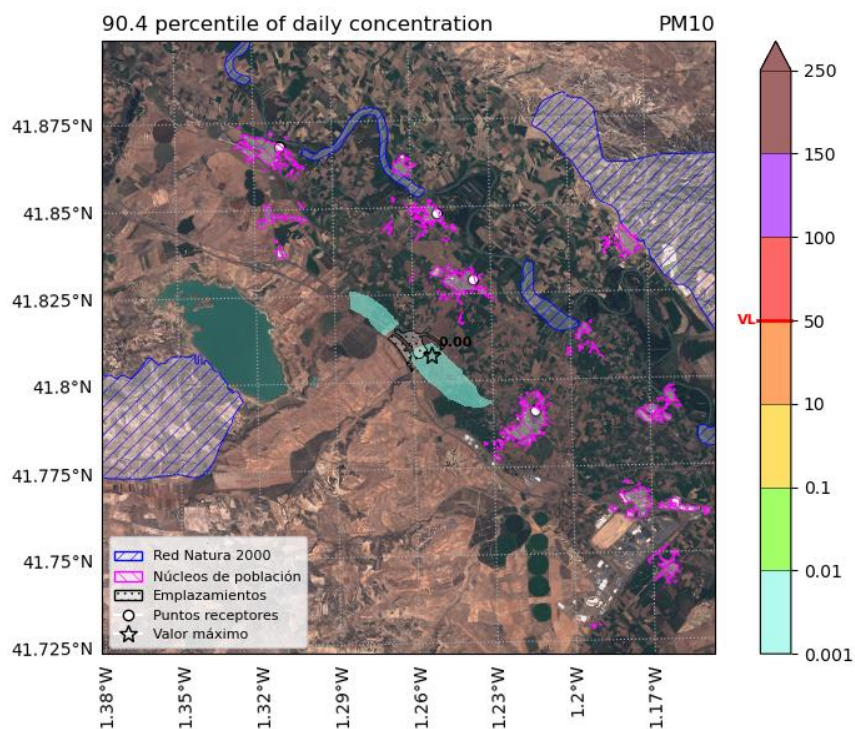 90.4 percentile of daily concentration PM10
41.875°N
41.85°N
41.825°N
41.8°N
41.775°N
41.75°N
41.725°N
0.00
Red Natura 2000
Núcleos de población
Emplazamientos
Puntos receptores
Valor máximo
1.38°W 1.35°W 1.32°W 1.29°W 1.26°W 1.23°W 1.2°W 1.17°W
250
150
100
VL 50
10
0.1
0.01
0.001